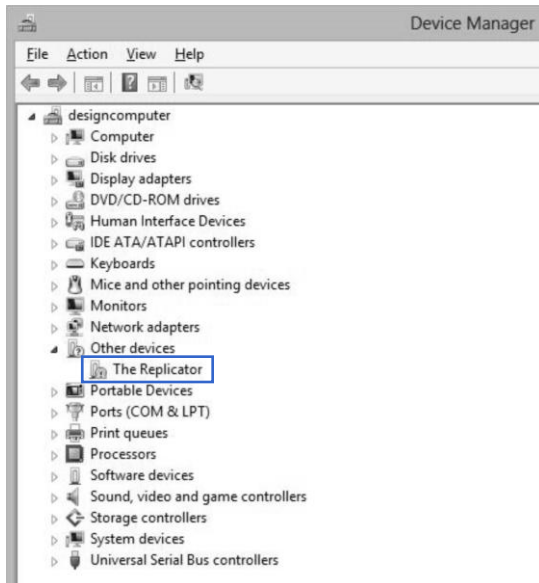 Device Manager
File Action View Help
designcomputer
Computer
Disk drives
Display adapters
DVD/CD-ROM drives
Human Interface Devices
IDE ATA/ATAPI controllers
Keyboards
Mice and other pointing devices
Monitors
Network adapters
Other devices
The Replicator
Portable Devices
Ports (COM & LPT)
Print queues
Processors
Software devices
Sound, video and game controllers
Storage controllers
System devices
Universal Serial Bus controllers